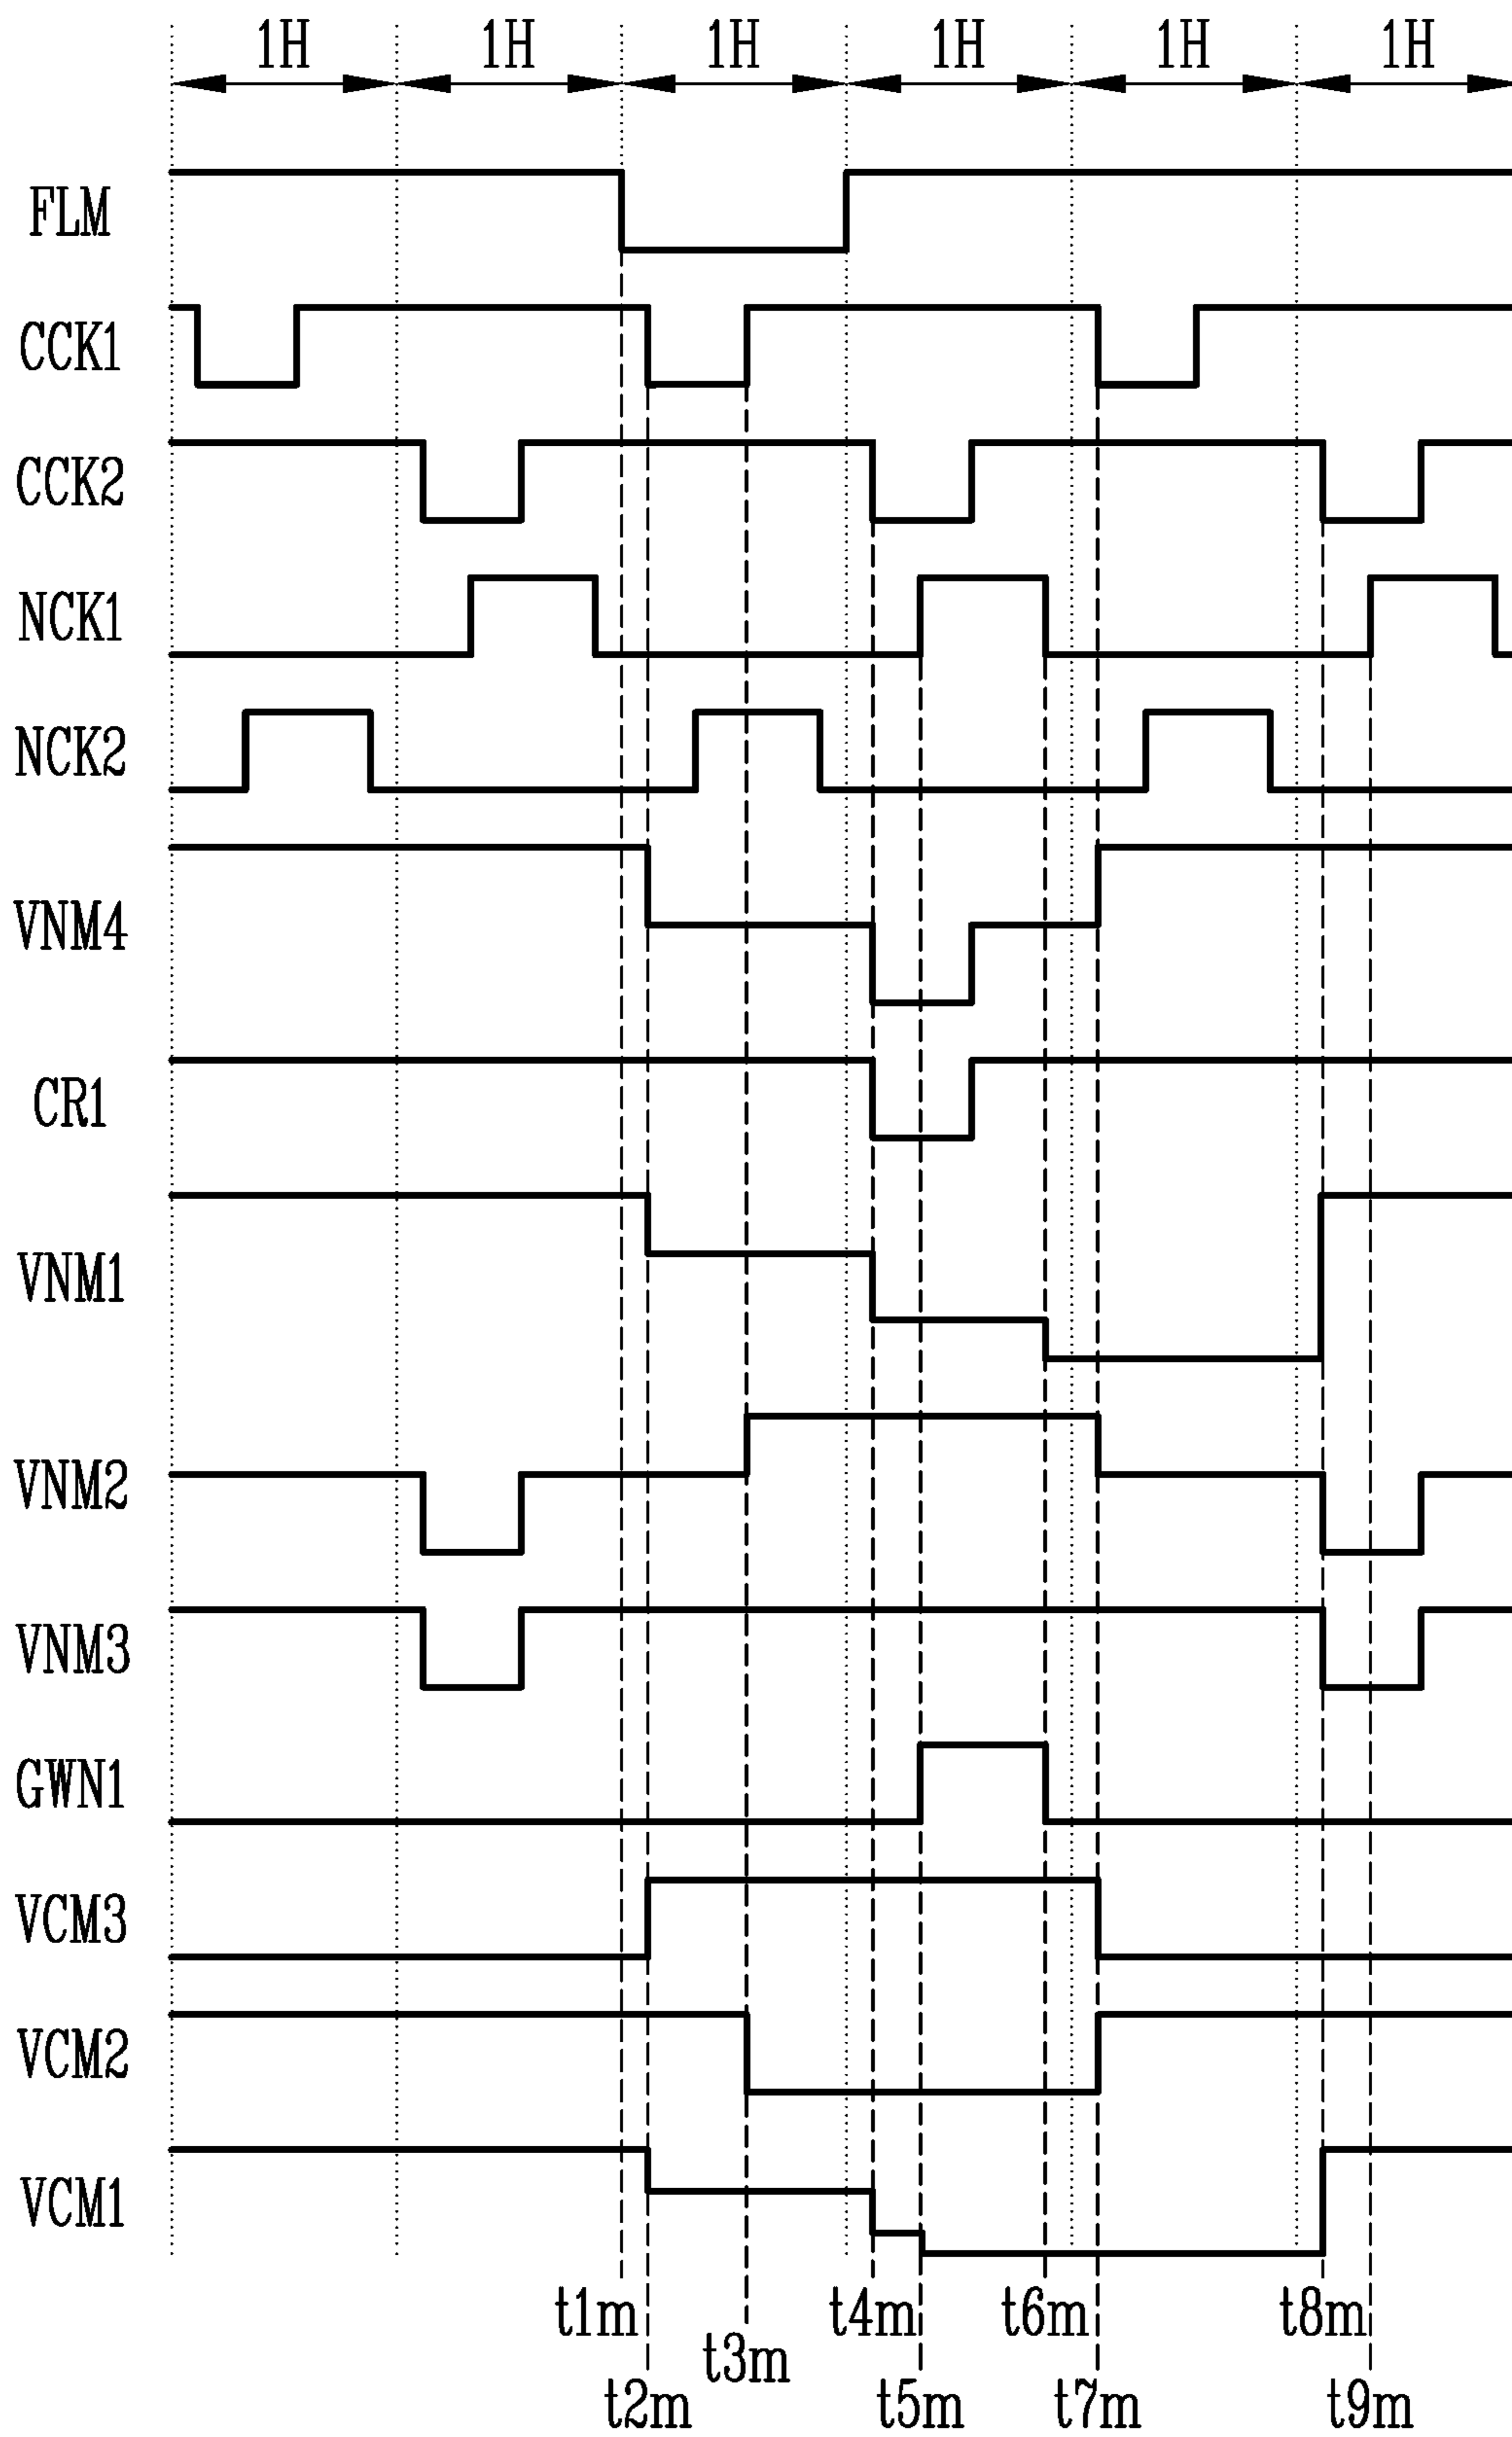 1H 1H 1H 1H 1H 1H
FLM
CCK1
CCK2
NCK1
NCK2
VNM4
CR1
VNM1
VNM2
VNM3
GWN1
VCM3
VCM2
VCM1
t1m t4m t6m t8m
t3m
t2m t5m t7m t9m